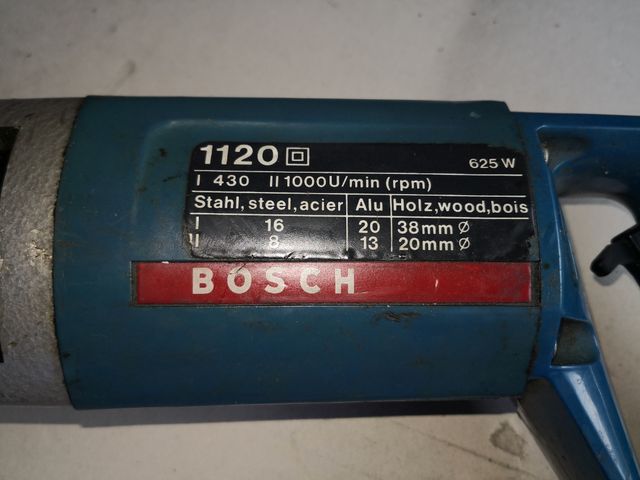 1120 625 W
I 430 II 1000U/min (rpm)
Stahl, steel, acier Alu Holz, wood, bois
I 16 20 38mm ⌀
II 8 13 20mm ⌀
BOSCH